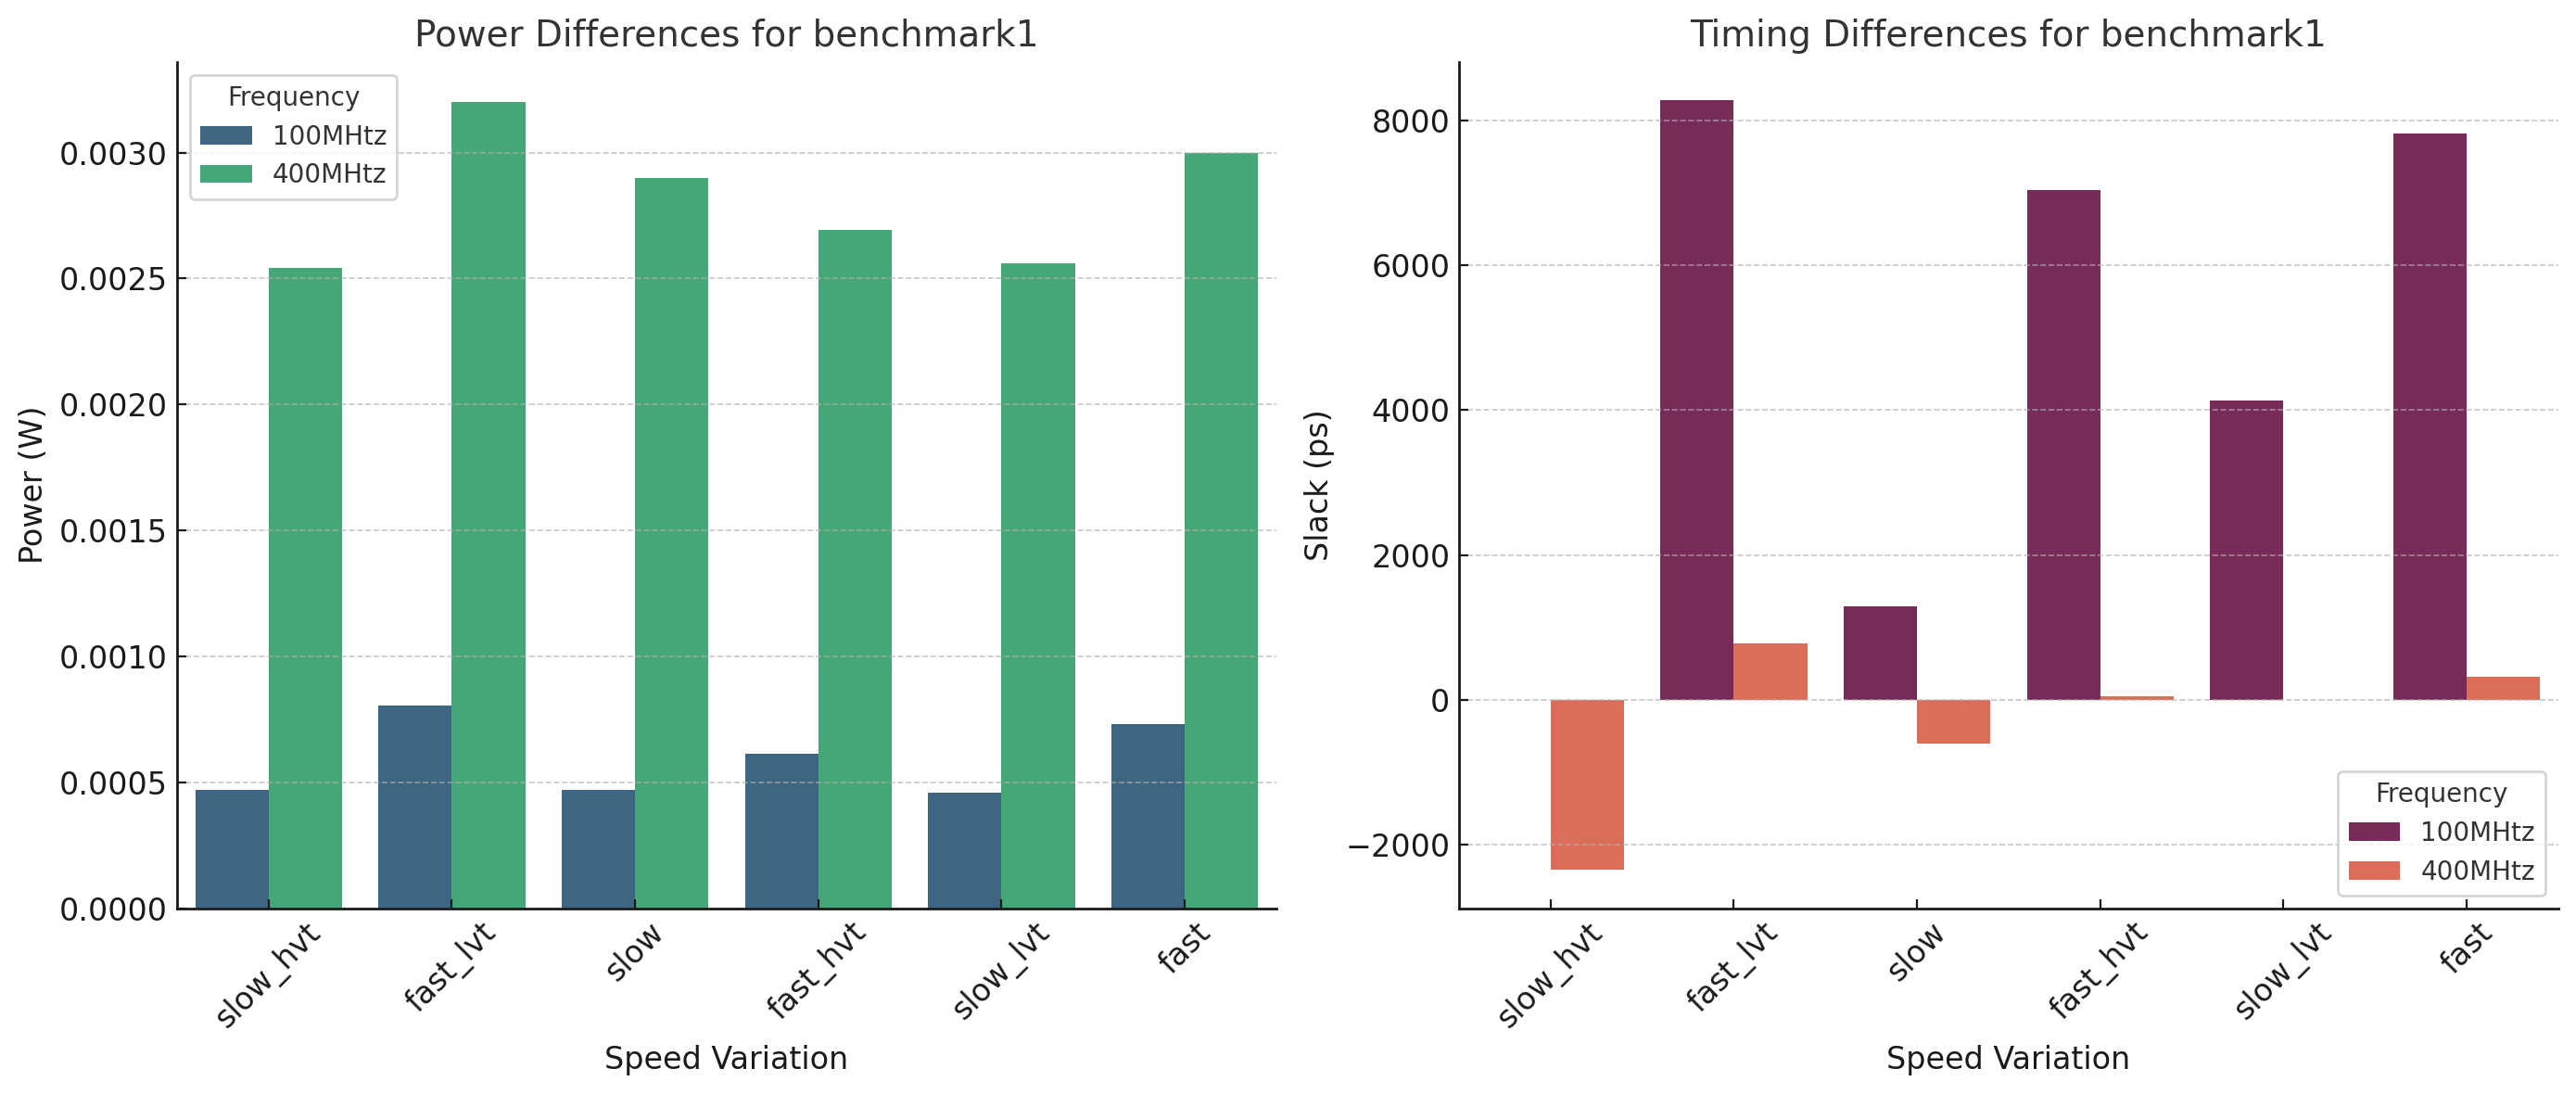 Power Differences for benchmark1
Frequency
100MHtz
400MHtz
Power (W)
0.0030
0.0025
0.0020
0.0015
0.0010
0.0005
0.0000
slow_hvt
fast_lvt
slow
fast_hvt
slow_lvt
fast
Speed Variation
Timing Differences for benchmark1
Slack (ps)
8000
6000
4000
2000
0
−2000
Frequency
100MHtz
400MHtz
slow_hvt
fast_lvt
slow
fast_hvt
slow_lvt
fast
Speed Variation